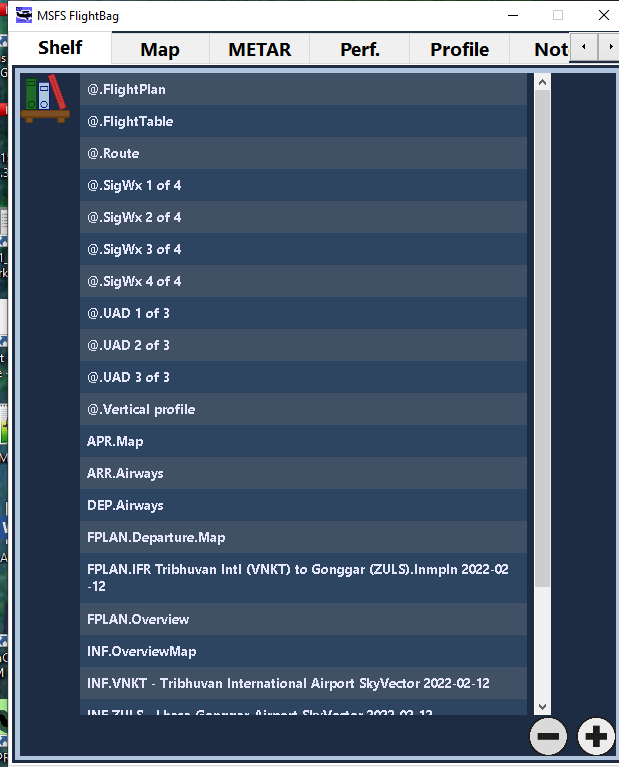 MSFS FlightBag
Shelf Map METAR Perf. Profile Not
@.FlightPlan
@.FlightTable
@.Route
@.SigWx 1 of 4
@.SigWx 2 of 4
@.SigWx 3 of 4
@.SigWx 4 of 4
@.UAD 1 of 3
@.UAD 2 of 3
@.UAD 3 of 3
@.Vertical profile
APR.Map
ARR.Airways
DEP.Airways
FPLAN.Departure.Map
FPLAN.IFR Tribhuvan Intl (VNKT) to Gonggar (ZULS).lnmpln 2022-02
-12
FPLAN.Overview
INF.OverviewMap
INF.VNKT - Tribhuvan International Airport SkyVector 2022-02-12
INF.ZULS - Lhasa Gonggar Airport SkyVector 2022-02-12